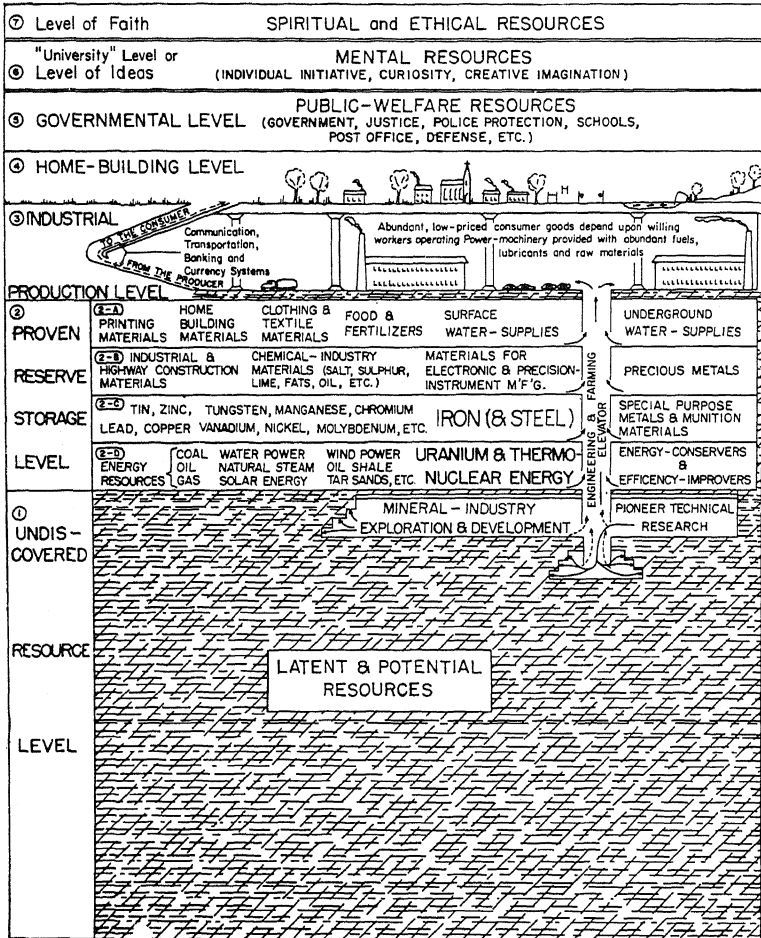 ⑦ Level of Faith SPIRITUAL and ETHICAL RESOURCES
"University" Level or
⑥ Level of Ideas
MENTAL RESOURCES
(INDIVIDUAL INITIATIVE, CURIOSITY, CREATIVE IMAGINATION)
⑤ GOVERNMENTAL LEVEL
PUBLIC-WELFARE RESOURCES
(GOVERNMENT, JUSTICE, POLICE PROTECTION, SCHOOLS,
POST OFFICE, DEFENSE, ETC.)
④ HOME-BUILDING LEVEL
③ INDUSTRIAL
PRODUCTION LEVEL
TO THE CONSUMER
FROM THE PRODUCER
Communication,
Transportation,
Banking and
Currency Systems
Abundant, low-priced consumer goods depend upon willing
workers operating Power-machinery provided with abundant fuels,
lubricants and raw materials
②
PROVEN
RESERVE
STORAGE
LEVEL
2-A
PRINTING
MATERIALS
HOME
BUILDING
MATERIALS
CLOTHING &
TEXTILE
MATERIALS
FOOD &
FERTILIZERS
SURFACE
WATER-SUPPLIES
UNDERGROUND
WATER-SUPPLIES
2-B INDUSTRIAL &
HIGHWAY CONSTRUCTION
MATERIALS
CHEMICAL-INDUSTRY
MATERIALS (SALT, SULPHUR,
LIME, FATS, OIL, ETC.)
MATERIALS FOR
ELECTRONIC & PRECISION-
INSTRUMENT M'F'G.
PRECIOUS METALS
2-C TIN, ZINC, TUNGSTEN, MANGANESE, CHROMIUM
LEAD, COPPER VANADIUM, NICKEL, MOLYBDENUM, ETC.
IRON (& STEEL)
SPECIAL PURPOSE
METALS & MUNITION
MATERIALS
2-D
ENERGY
RESOURCES
COAL
OIL
GAS
WATER POWER
NATURAL STEAM
SOLAR ENERGY
WIND POWER
OIL SHALE
TAR SANDS, ETC.
URANIUM & THERMO-
NUCLEAR ENERGY
ENERGY-CONSERVERS
&
EFFICENCY-IMPROVERS
ENGINEERING & FARMING
ELEVATOR
①
UNDIS-
COVERED
RESOURCE
LEVEL
MINERAL-INDUSTRY
EXPLORATION & DEVELOPMENT
PIONEER TECHNICAL
RESEARCH
LATENT & POTENTIAL
RESOURCES